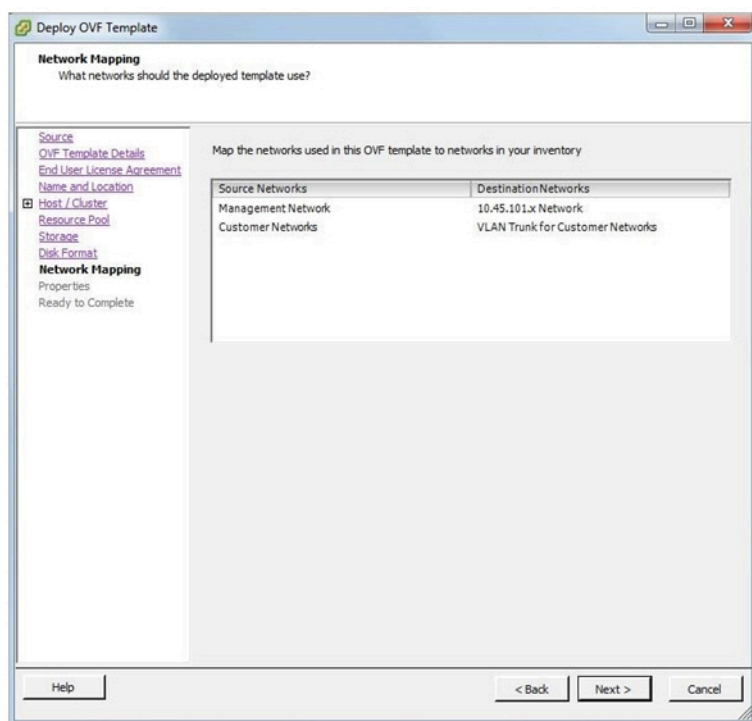 Deploy OVF Template
Network Mapping
What networks should the deployed template use?
Source
OVF Template Details
End User License Agreement
Name and Location
Host / Cluster
Resource Pool
Storage
Disk Format
Network Mapping
Properties
Ready to Complete
Map the networks used in this OVF template to networks in your inventory
Source Networks DestinationNetworks
Management Network 10.45.101.x Network
Customer Networks VLAN Trunk for Customer Networks
Help < Back Next > Cancel